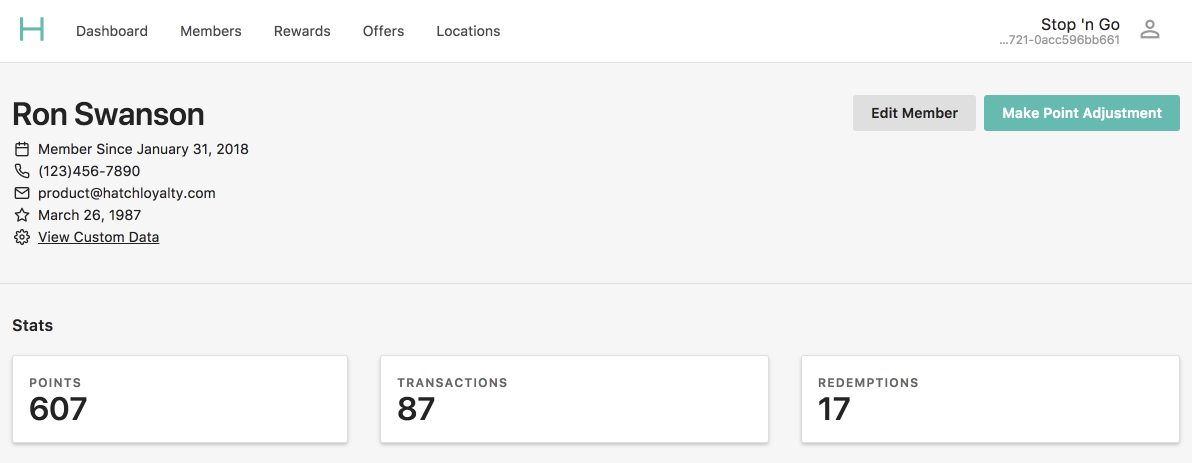 H
Dashboard Members Rewards Offers Locations
Stop 'n Go
...721-0acc596bb661
Ron Swanson
Edit Member
Make Point Adjustment
Member Since January 31, 2018
(123)456-7890
product@hatchloyalty.com
March 26, 1987
View Custom Data
Stats
POINTS
607
TRANSACTIONS
87
REDEMPTIONS
17